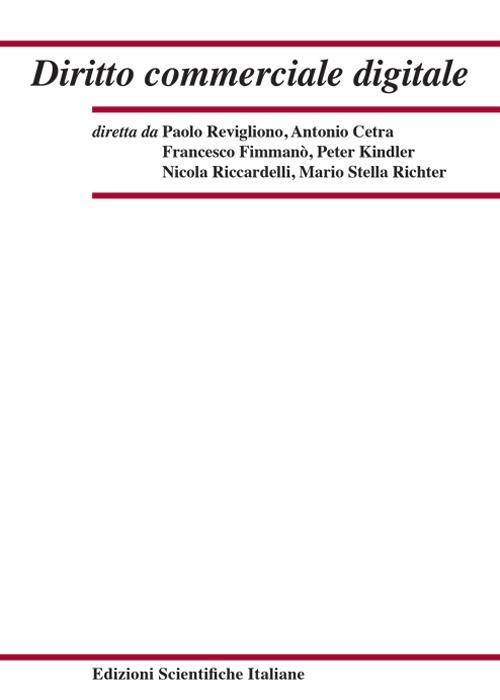 Diritto commerciale digitale
diretta da Paolo Revigliono, Antonio Cetra
Francesco Fimmanò, Peter Kindler
Nicola Riccardelli, Mario Stella Richter
Edizioni Scientifiche Italiane